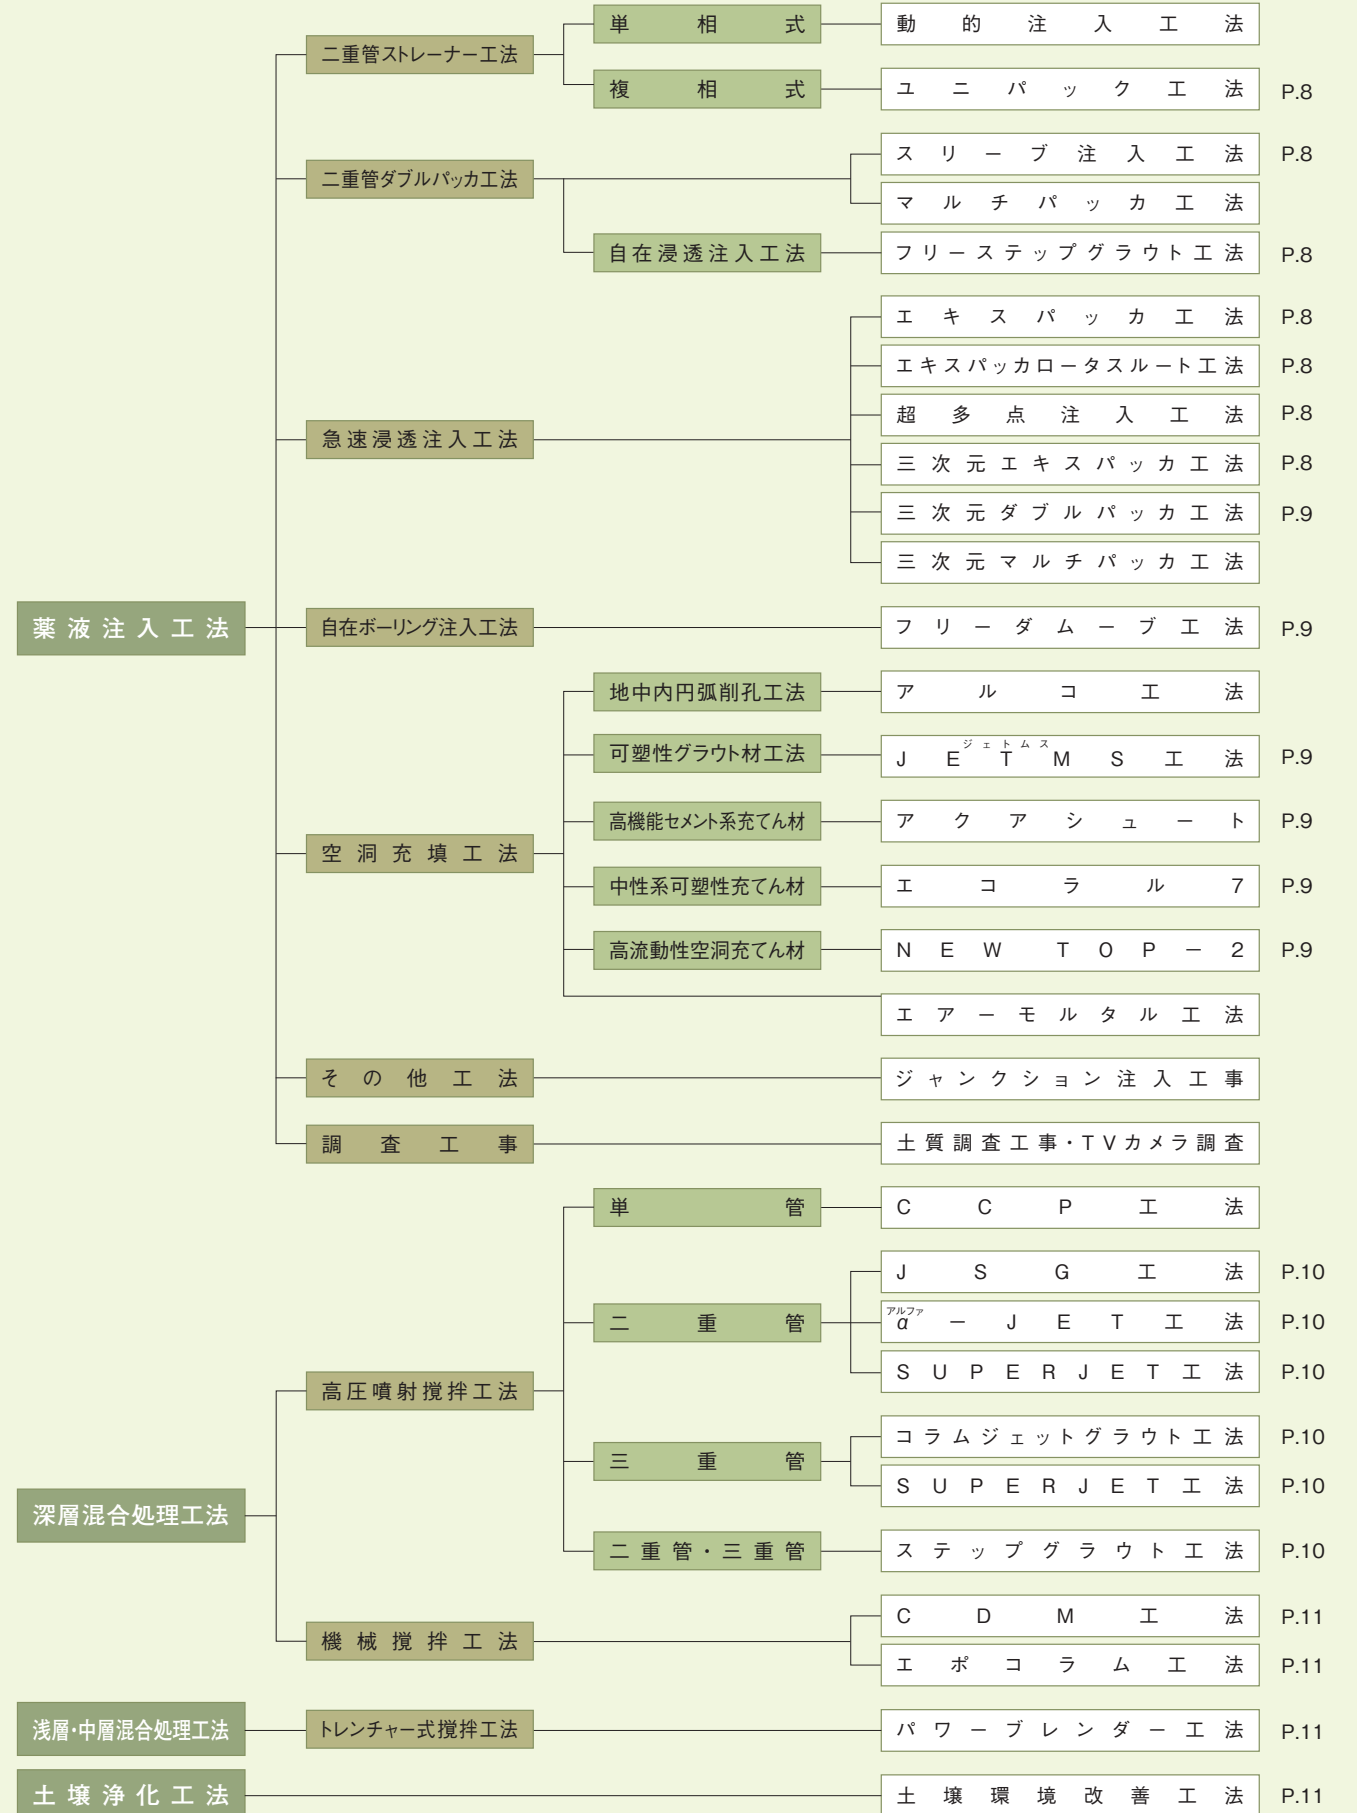 単相式 動的注入工法
二重管ストレーナー工法
複相式 ユニパック工法 P.8
スリーブ注入工法 P.8
二重管ダブルパッカ工法
マルチパッカ工法
自在浸透注入工法 フリーステップグラウト工法 P.8
エキスパッカ工法 P.8
エキスパッカロータスルート工法 P.8
超多点注入工法 P.8
急速浸透注入工法
三次元エキスパッカ工法 P.8
三次元ダブルパッカ工法 P.9
三次元マルチパッカ工法
薬液注入工法 自在ボーリング注入工法 フリーダムーブ工法 P.9
地中内円弧削孔工法 アルコ工法
ジェトムス
可塑性グラウト材工法 JETMS工法 P.9
高機能セメント系充てん材 アクアシュート P.9
空洞充填工法
中性系可塑性充てん材 エコラル7 P.9
高流動性空洞充てん材 NEW TOP－2 P.9
エアーモルタル工法
その他工法 ジャンクション注入工事
調査工事 土質調査工事・TVカメラ調査
単管 CCP工法
JSG工法 P.10
アルファ
二重管 α－JET工法 P.10
SUPERJET工法 P.10
高圧噴射攪拌工法
コラムジェットグラウト工法 P.10
三重管
SUPERJET工法 P.10
深層混合処理工法
二重管・三重管 ステップグラウト工法 P.10
CDM工法 P.11
機械攪拌工法
エポコラム工法 P.11
浅層・中層混合処理工法 トレンチャー式攪拌工法 パワーブレンダー工法 P.11
土壌浄化工法 土壌環境改善工法 P.11